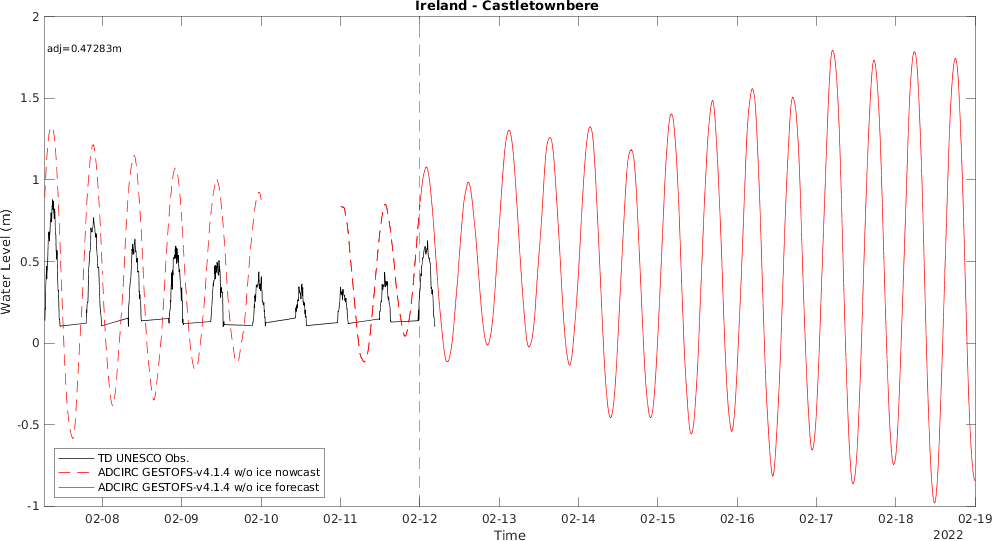 Ireland - Castletownbere
adj=0.47283m
Water Level (m)
2
1.5
1
0.5
0
-0.5
-1
TD UNESCO Obs.
ADCIRC GESTOFS-v4.1.4 w/o ice nowcast
ADCIRC GESTOFS-v4.1.4 w/o ice forecast
02-08 02-09 02-10 02-11 02-12 02-13 02-14 02-15 02-16 02-17 02-18 02-19
Time
2022